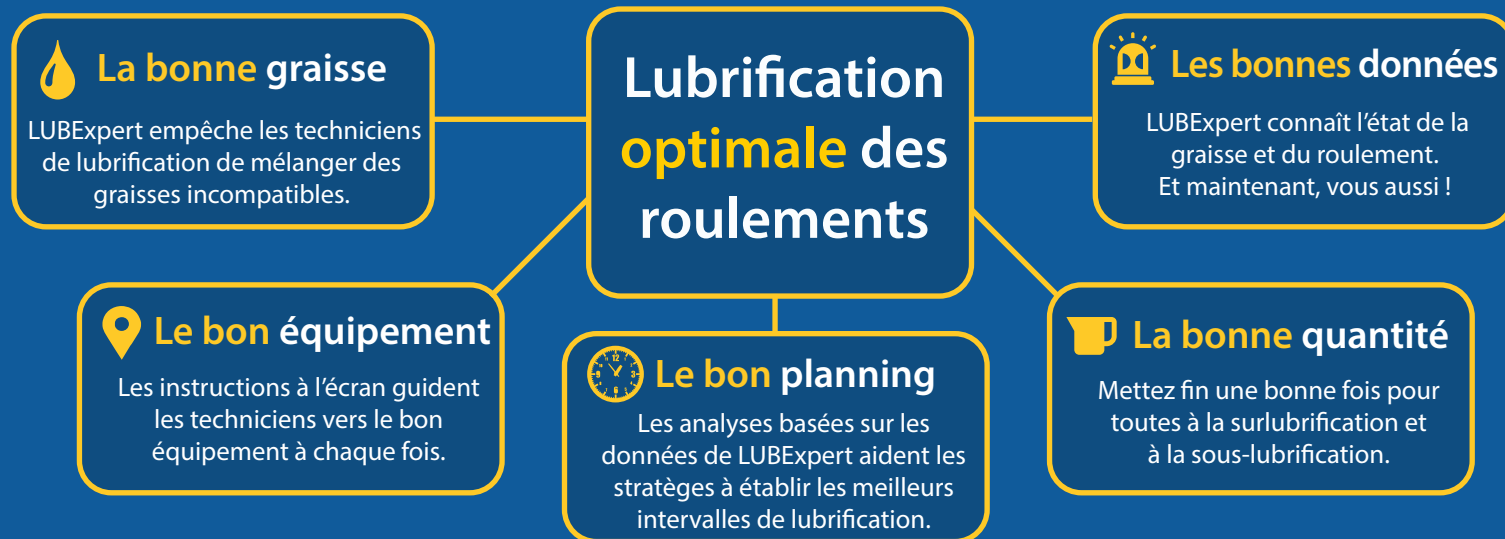 La bonne graisse
LUBExpert empêche les techniciens
de lubrification de mélanger des
graisses incompatibles.
Lubrification
optimale des
roulements
Les bonnes données
LUBExpert connaît l’état de la
graisse et du roulement.
Et maintenant, vous aussi !
Le bon équipement
Les instructions à l’écran guident
les techniciens vers le bon
équipement à chaque fois.
12
3
6
9
Le bon planning
Les analyses basées sur les
données de LUBExpert aident les
stratèges à établir les meilleurs
intervalles de lubrification.
La bonne quantité
Mettez fin une bonne fois pour
toutes à la surlubrification et
à la sous-lubrification.